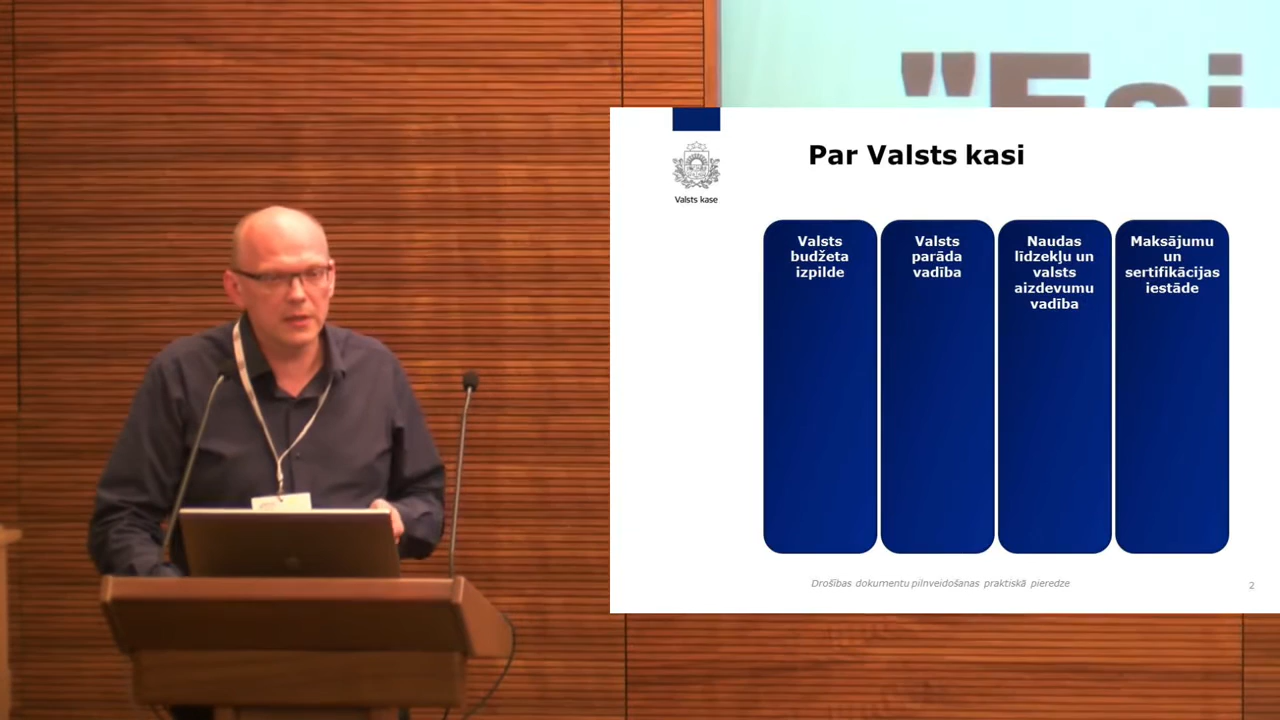 "Esi
Par Valsts kasi
Valsts kase
Valsts
budžeta
izpilde
Valsts
parāda
vadība
Naudas
līdzekļu un
valsts
aizdevumu
vadība
Maksājumu
un
sertifikācijas
iestāde
Drošības dokumentu pilnveidošanas praktiskā pieredze
2